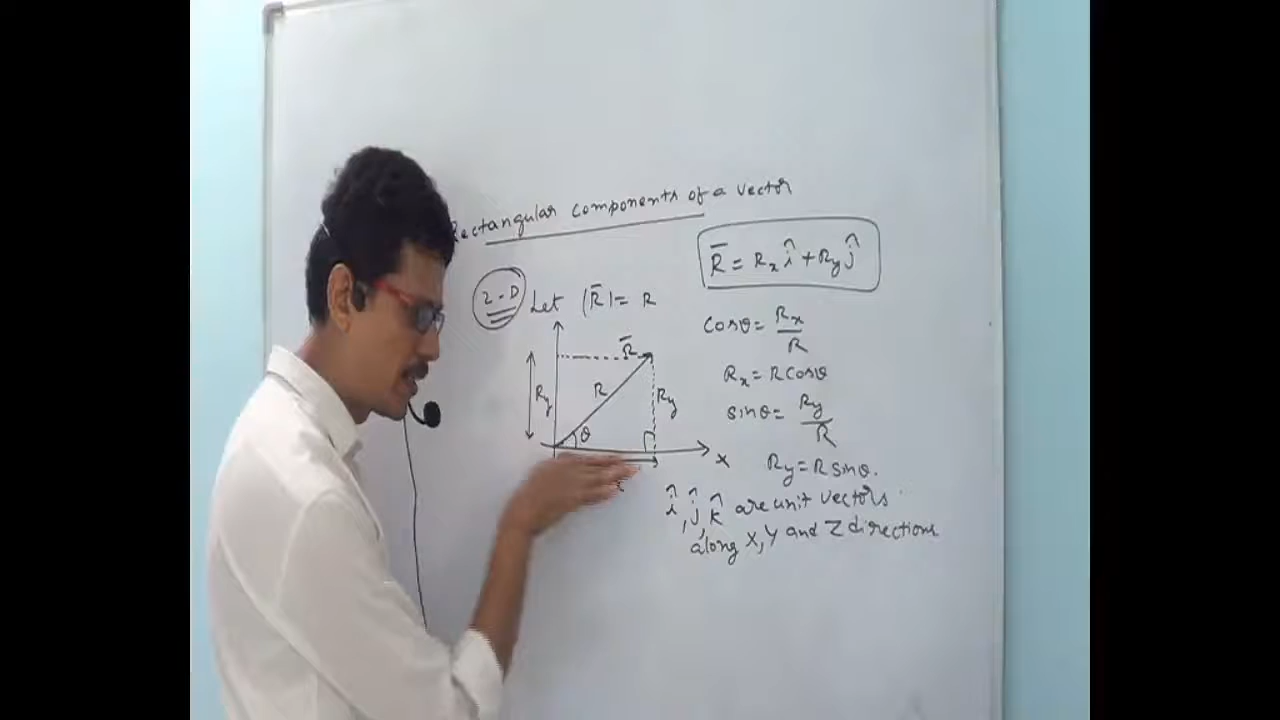 Rectangular components of a vector
R̅ = Rₓ î + Ry ĵ
2-D Let |R̅| = R
cosθ = Rₓ/R
R̅
Rₓ = R cosθ
Ry R Ry
sinθ = Ry/R
θ
x
Ry = R sinθ.
î, ĵ, k̂ are unit vectors
along X, Y and Z directions